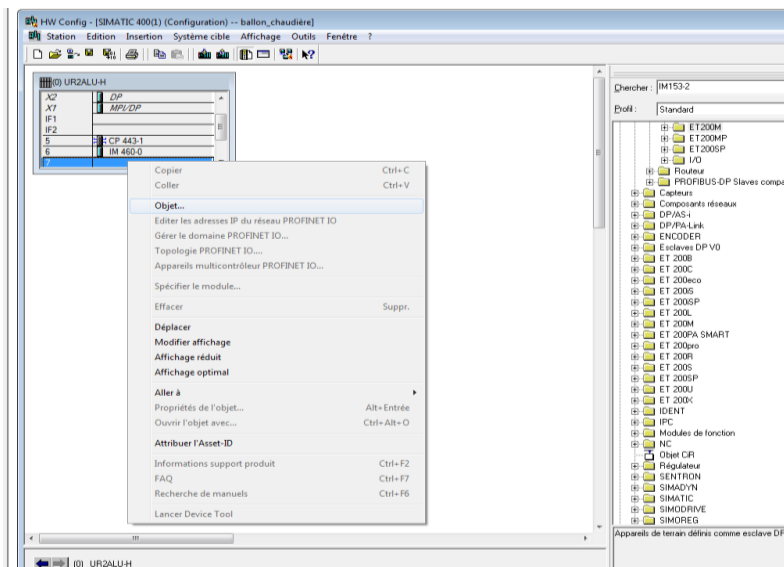 HW Config - [SIMATIC 400(1) (Configuration) -- ballon_chaudière]
Station Edition Insertion Système cible Affichage Outils Fenêtre ?
(0) UR2ALU-H
X2 DP
X1 MPI/DP
IF1
IF2
5 CP 443-1
6 IM 460-0
7
Copier Ctrl+C
Coller Ctrl+V
Objet...
Editer les adresses IP du réseau PROFINET IO
Gérer le domaine PROFINET IO...
Topologie PROFINET IO....
Appareils multicontrôleur PROFINET IO...
Spécifier le module...
Effacer Suppr.
Déplacer
Modifier affichage
Affichage réduit
Affichage optimal
Aller à
Propriétés de l'objet... Alt+Entrée
Ouvrir l'objet avec... Ctrl+Alt+O
Attribuer l'Asset-ID
Informations support produit Ctrl+F2
FAQ Ctrl+F7
Recherche de manuels Ctrl+F6
Lancer Device Tool
Chercher : IM153-2
Profil : Standard
ET200M
ET200MP
ET200SP
I/O
Routeur
PROFIBUS-DP Slaves compa
Capteurs
Composants réseaux
DP/AS-i
DP/PA-Link
ENCODER
Esclaves DP V0
ET 200B
ET 200C
ET 200eco
ET 200iS
ET 200iSP
ET 200L
ET 200M
ET 200PA SMART
ET 200pro
ET 200R
ET 200S
ET 200SP
ET 200U
ET 200X
IDENT
IPC
Modules de fonction
NC
Objet CiR
Régulateur
SENTRON
SIMADYN
SIMATIC
SIMODRIVE
SIMOREG
Appareils de terrain définis comme esclave DF
(0) UR2ALU-H